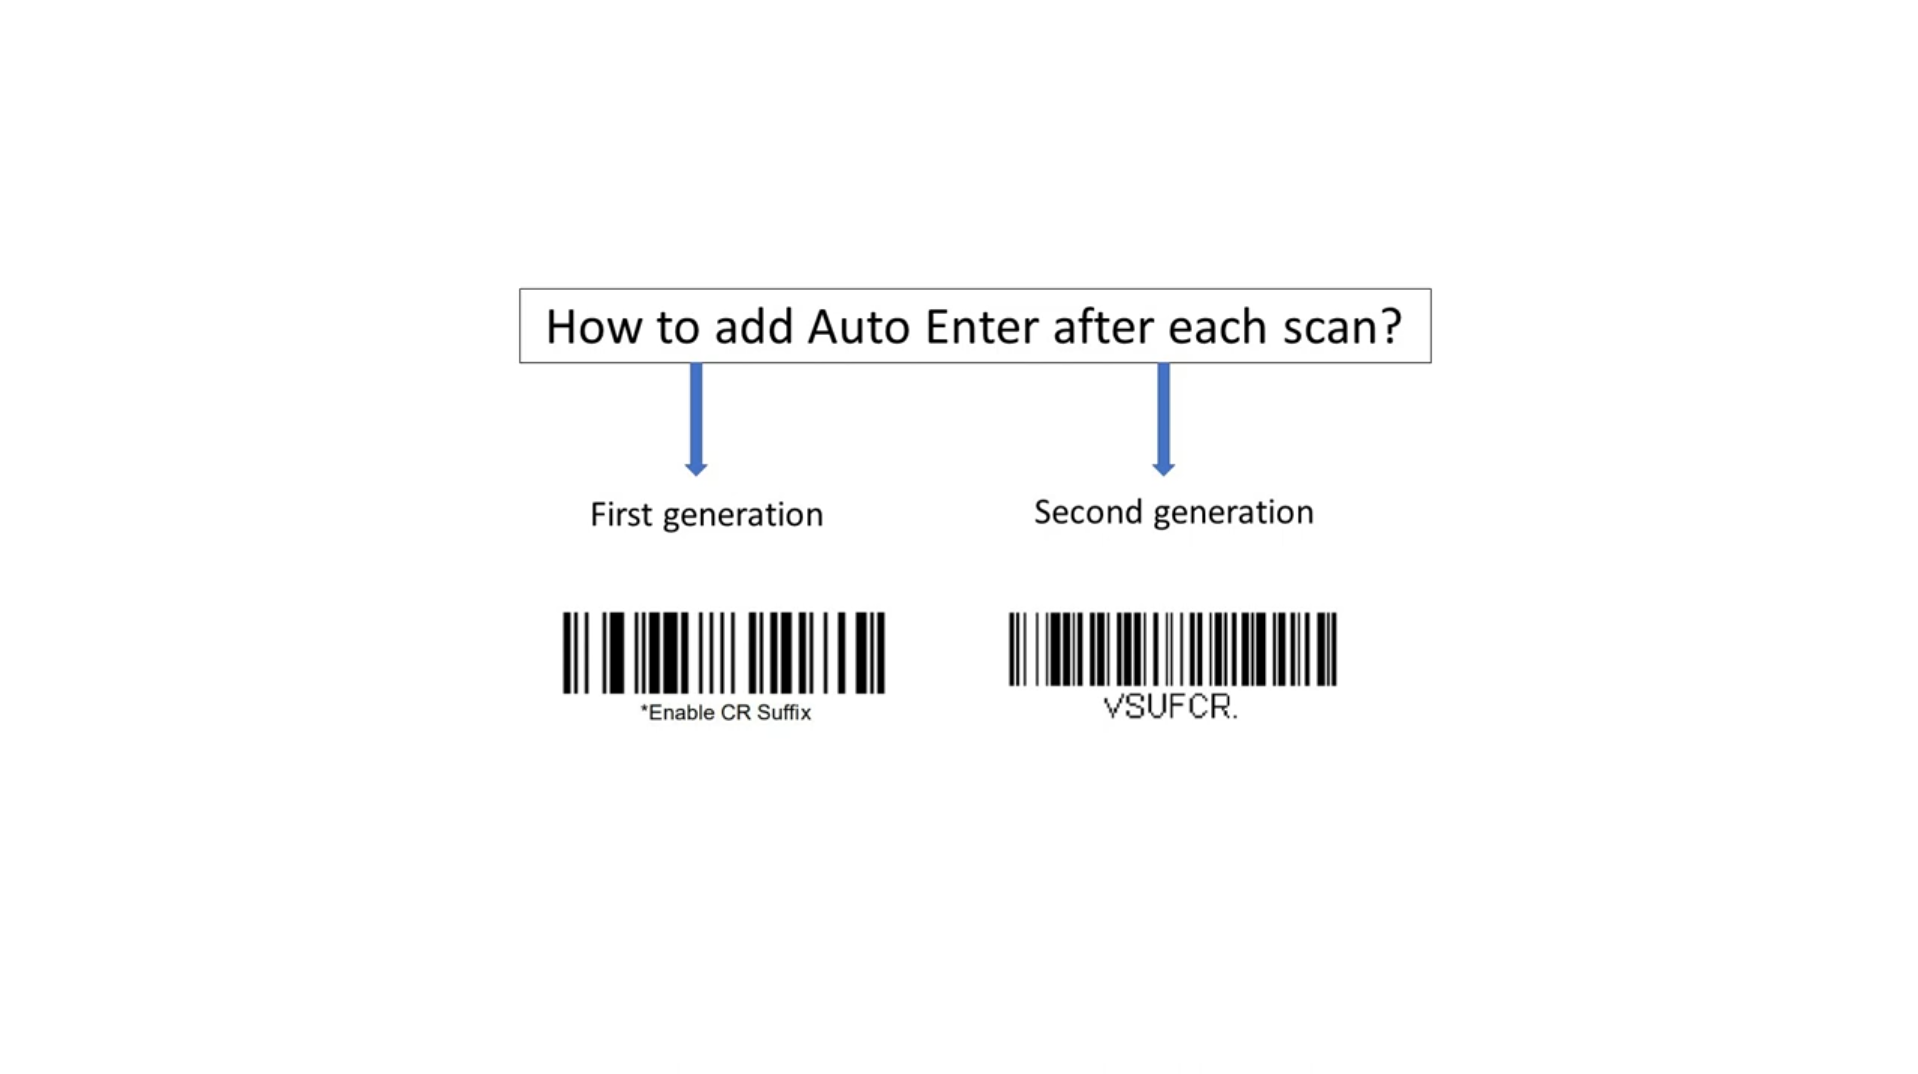 How to add Auto Enter after each scan?
First generation
Second generation
*Enable CR Suffix
VSUFCR.